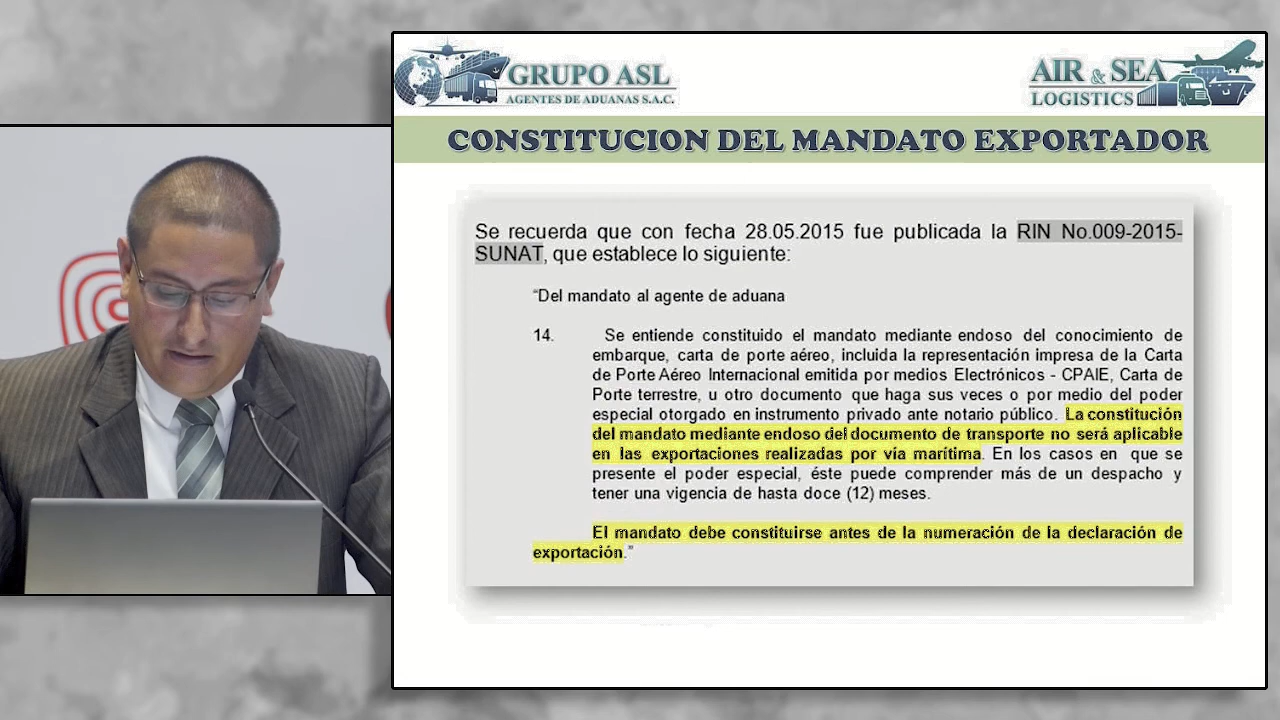 GRUPO ASL
AGENTES DE ADUANAS S.A.C.
AIR & SEA
LOGISTICS
CONSTITUCION DEL MANDATO EXPORTADOR
Se recuerda que con fecha 28.05.2015 fue publicada la RIN No.009-2015-
SUNAT, que establece lo siguiente:
“Del mandato al agente de aduana
14. Se entiende constituido el mandato mediante endoso del conocimiento de
embarque, carta de porte aéreo, incluida la representación impresa de la Carta
de Porte Aéreo Internacional emitida por medios Electrónicos - CPAIE, Carta de
Porte terrestre, u otro documento que haga sus veces o por medio del poder
especial otorgado en instrumento privado ante notario público. La constitución
del mandato mediante endoso del documento de transporte no será aplicable
en las exportaciones realizadas por vía marítima. En los casos en que se
presente el poder especial, éste puede comprender más de un despacho y
tener una vigencia de hasta doce (12) meses.
El mandato debe constituirse antes de la numeración de la declaración de
exportación.”